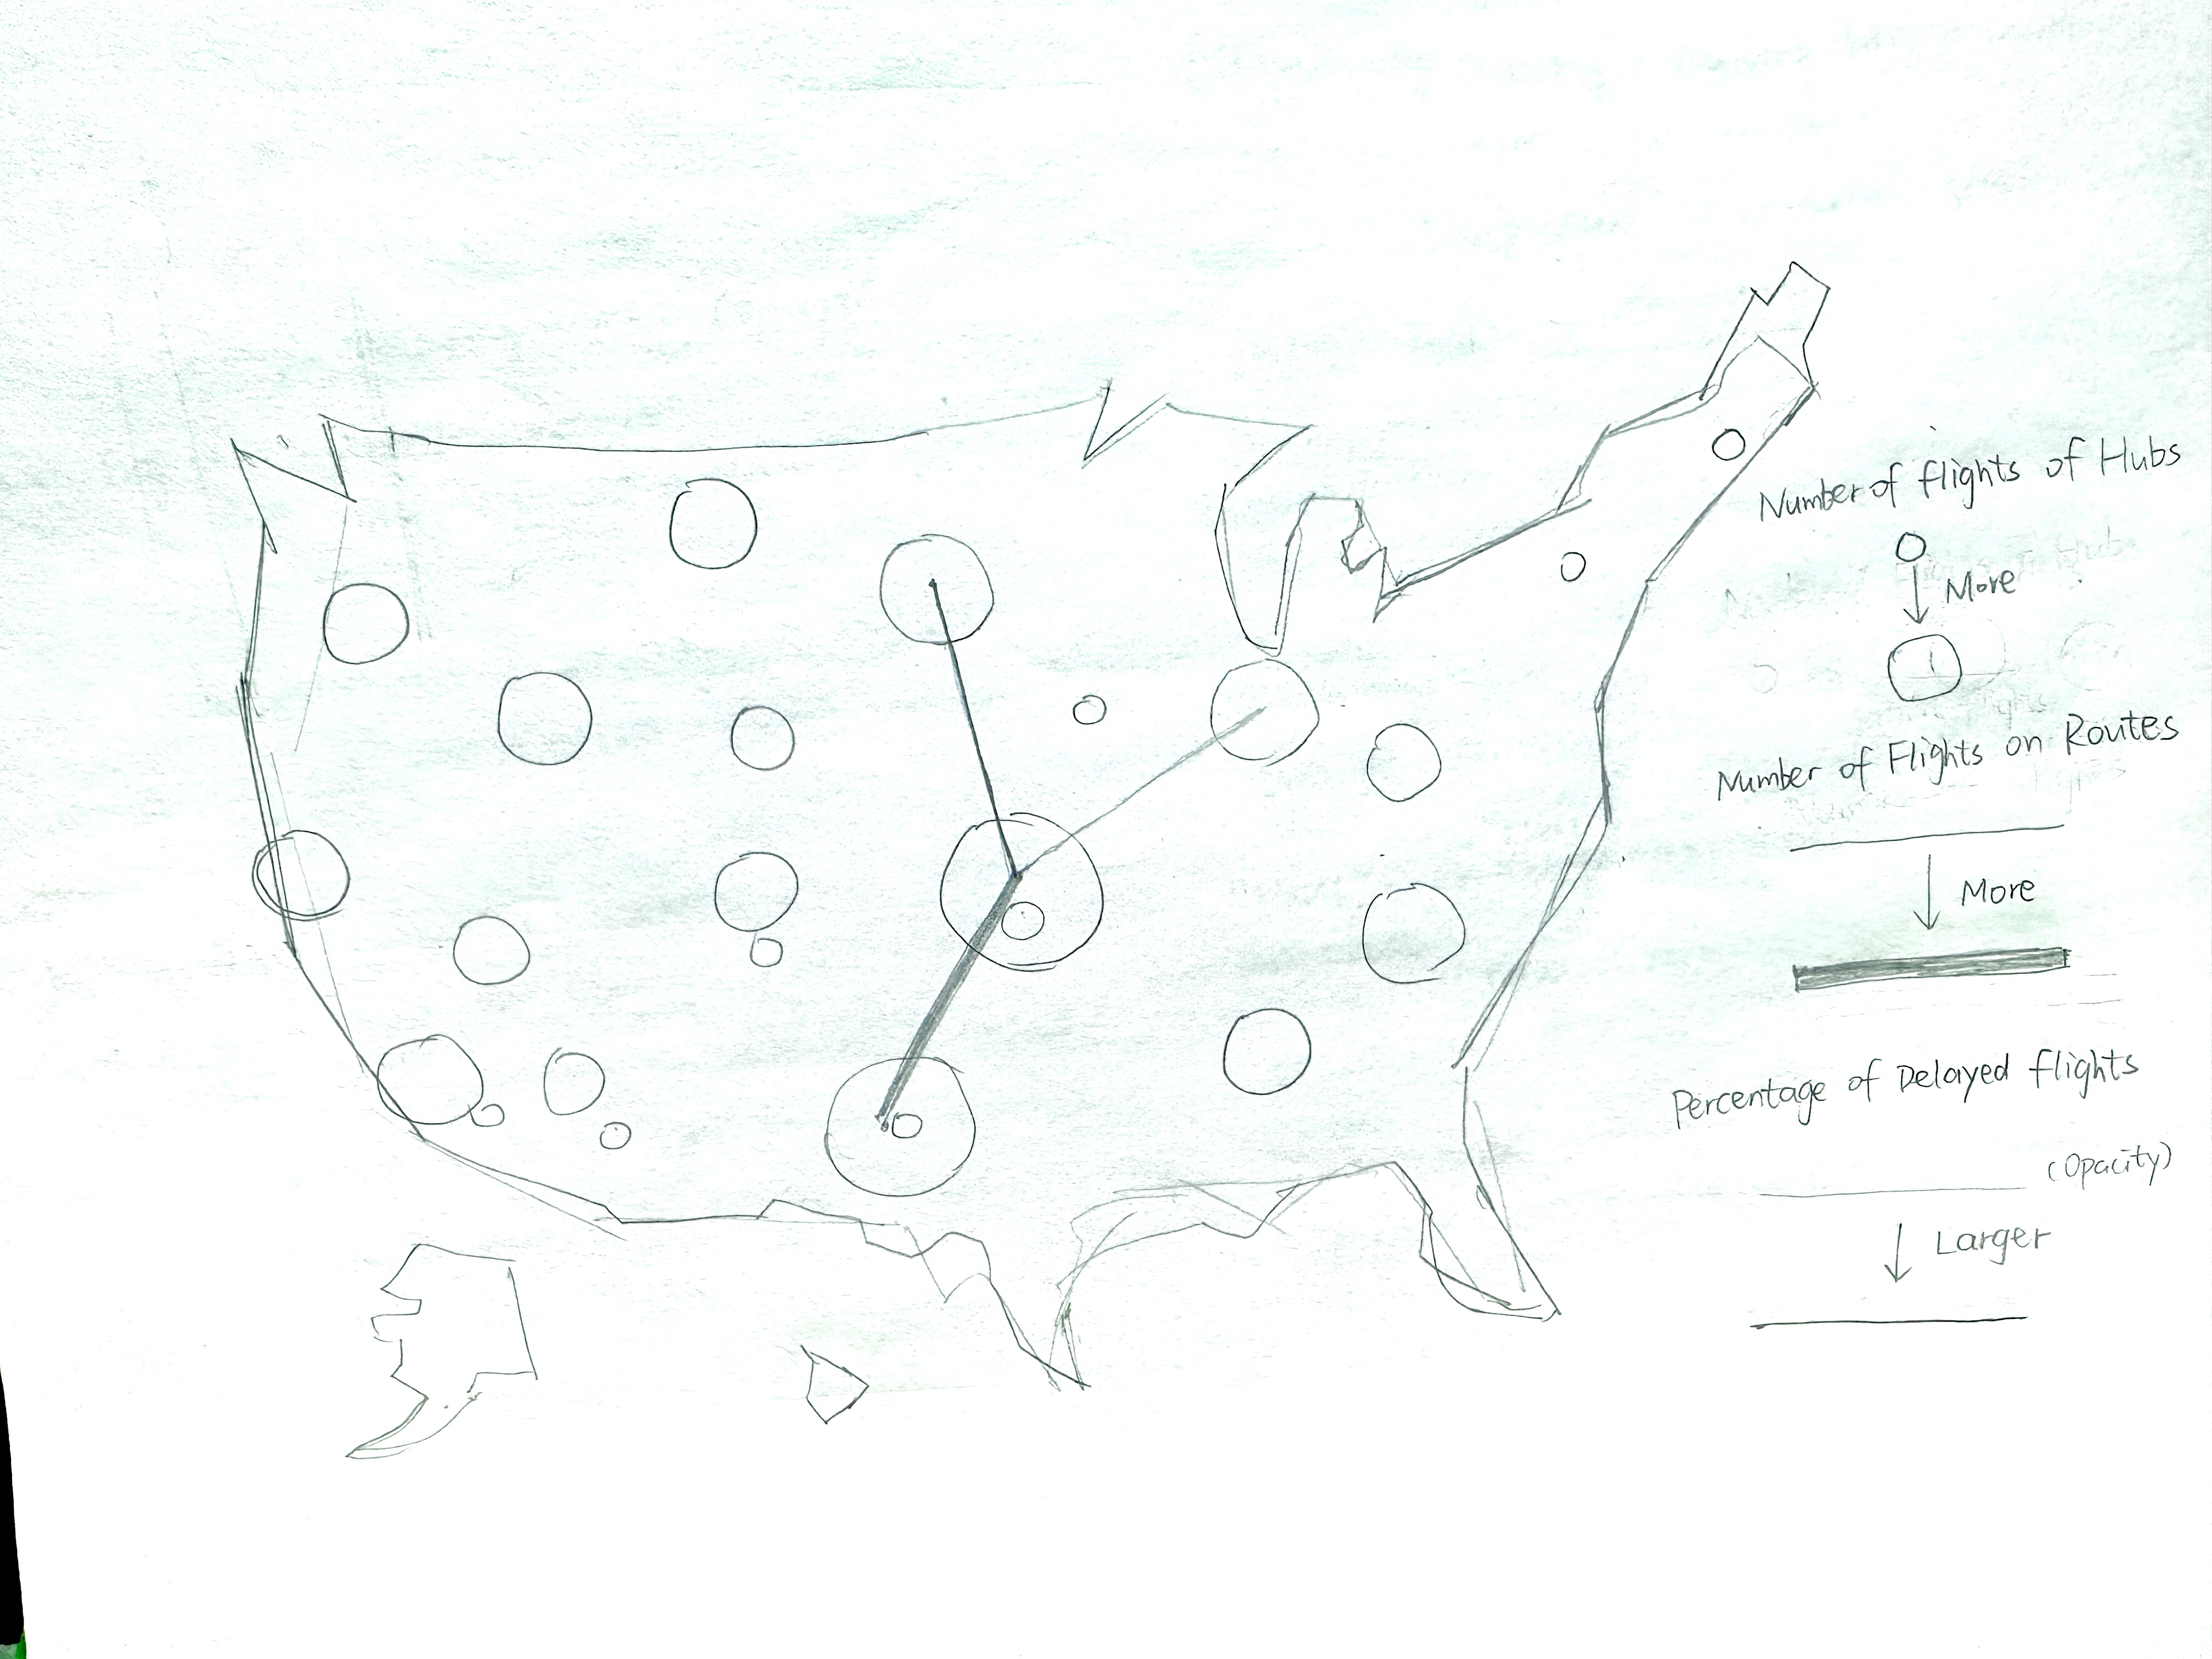 Number of flights of Hubs
More
Number of Flights on Routes
More
Percentage of Delayed flights
(Opacity)
Larger